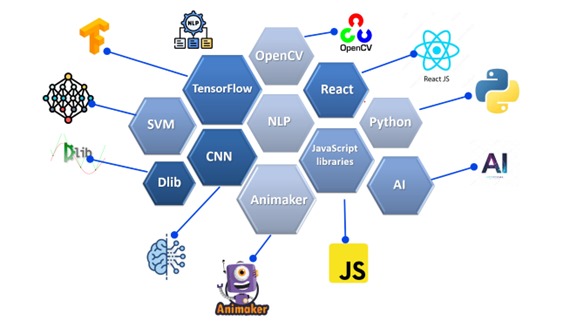 NLP
OpenCV
OpenCV
TensorFlow
React
React JS
SVM
NLP
Python
Dlib
CNN
JavaScript
libraries
Dlib
AI
AI
Animaker
JS
Animaker